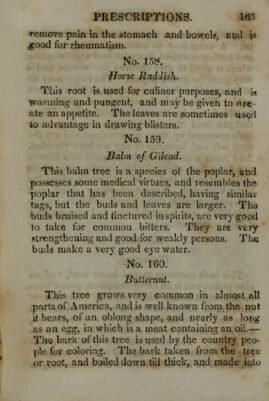 PRESCRIPTIONS. 163
remove pain in the stomach and bowels, and is
good for rheumatism.
No. 158.
Horse Raddish.
This root is used for culiner purposes, and is
warming and pungent, and may be given to cre-
ate an appetite. The leaves are sometimes used
to advantage in drawing blisters.
No. 159.
Balm of Gilead.
This balm tree is a species of the poplar, and
possesses some medical virtues, and resembles the
poplar that has been described, having similar
tags, but the buds and leaves are larger. The
buds bruised and tinctured in spirits, are very good
to take for common bitters. They are very
strengthening and good for weakly persons. The
buds make a very good eye water.
No. 160.
Butternut.
This tree grows very common in almost all
parts of America, and is well known from the nut
it bears, of an oblong shape, and nearly as long
as an egg, in which is a meat containing an oil.—
The bark of this tree is used by the country peo-
ple for coloring. The bark taken from the tree
or root, and boiled down till thick, and made into